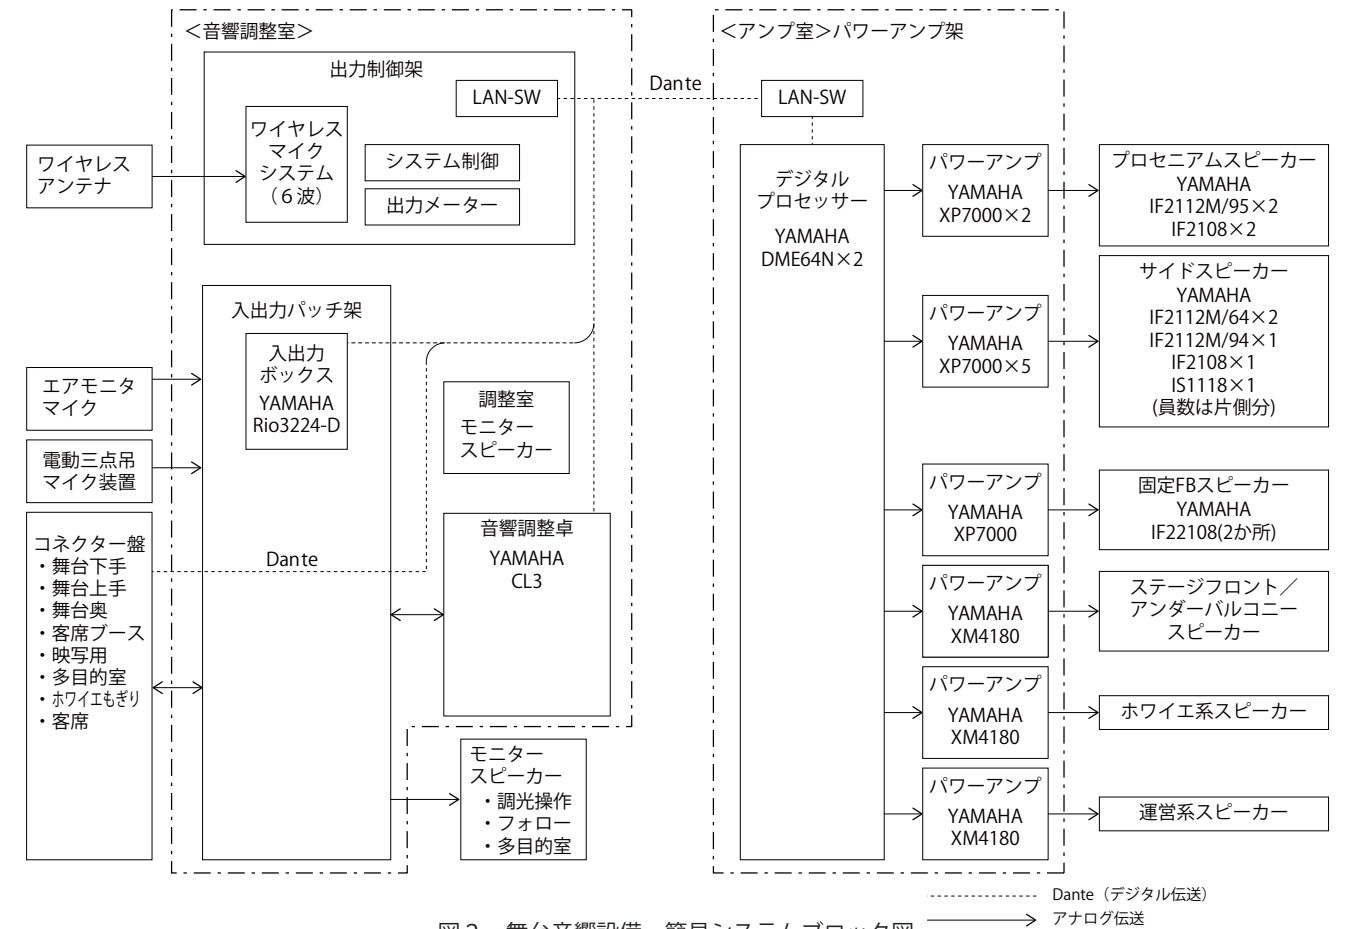 ＜音響調整室＞
出力制御架
LAN-SW
ワイヤレス
マイク
システム
（６波）
システム制御
出力メーター
ワイヤレス
アンテナ
Dante
入出力パッチ架
入出力
ボックス
YAMAHA
Rio3224-D
エアモニタ
マイク
電動三点吊
マイク装置
コネクター盤
・舞台下手
・舞台上手
・舞台奥
・客席ブース
・映写用
・多目的室
・ホワイエもぎり
・客席
Dante
調整室
モニター
スピーカー
音響調整卓
YAMAHA
CL3
モニター
スピーカー
・調光操作
・フォロー
・多目的室
＜アンプ室＞パワーアンプ架
LAN-SW
デジタル
プロセッサー
YAMAHA
DME64N×2
パワーアンプ
YAMAHA
XP7000×2
プロセニアムスピーカー
YAMAHA
IF2112M/95×2
IF2108×2
パワーアンプ
YAMAHA
XP7000×5
サイドスピーカー
YAMAHA
IF2112M/64×2
IF2112M/94×1
IF2108×1
IS1118×1
(員数は片側分)
パワーアンプ
YAMAHA
XP7000
固定FBスピーカー
YAMAHA
IF22108(2か所)
パワーアンプ
YAMAHA
XM4180
ステージフロント／
アンダーバルコニー
スピーカー
パワーアンプ
YAMAHA
XM4180
ホワイエ系スピーカー
パワーアンプ
YAMAHA
XM4180
運営系スピーカー
Dante（デジタル伝送）
アナログ伝送
舞台音響設備 簡易システムブロック図